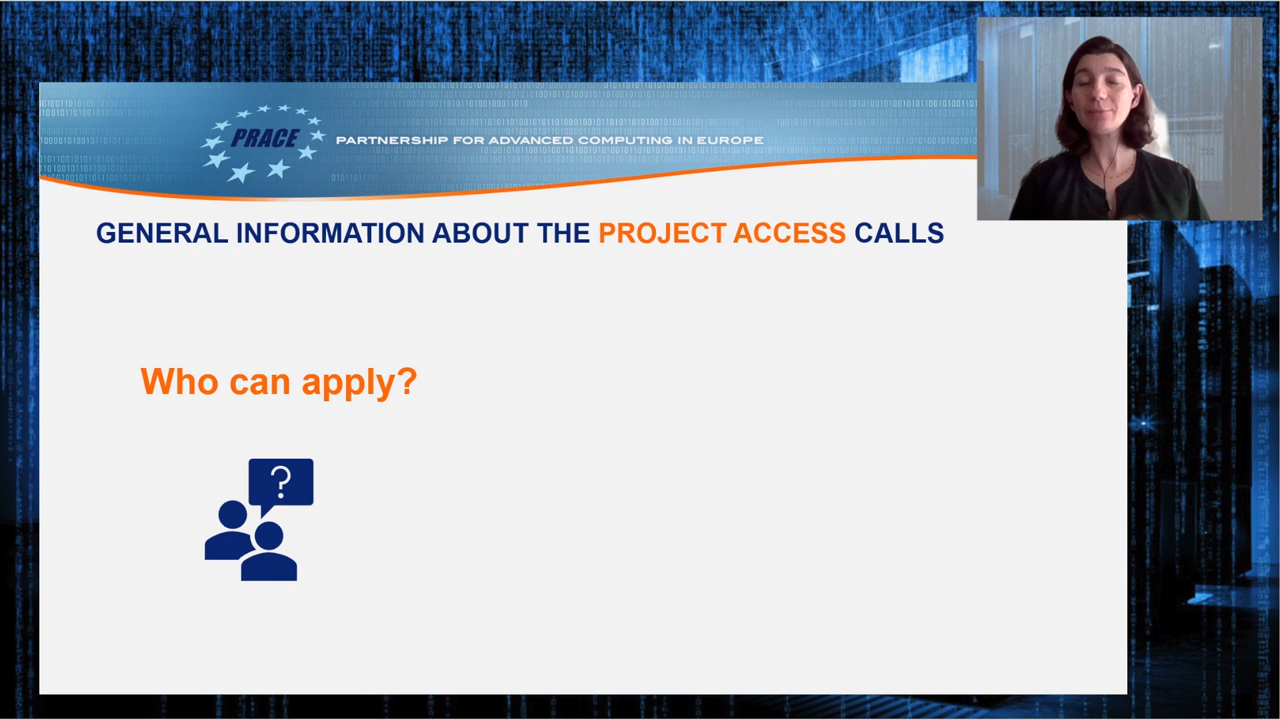 PRACE
PARTNERSHIP FOR ADVANCED COMPUTING IN EUROPE
GENERAL INFORMATION ABOUT THE PROJECT ACCESS CALLS
Who can apply?
?